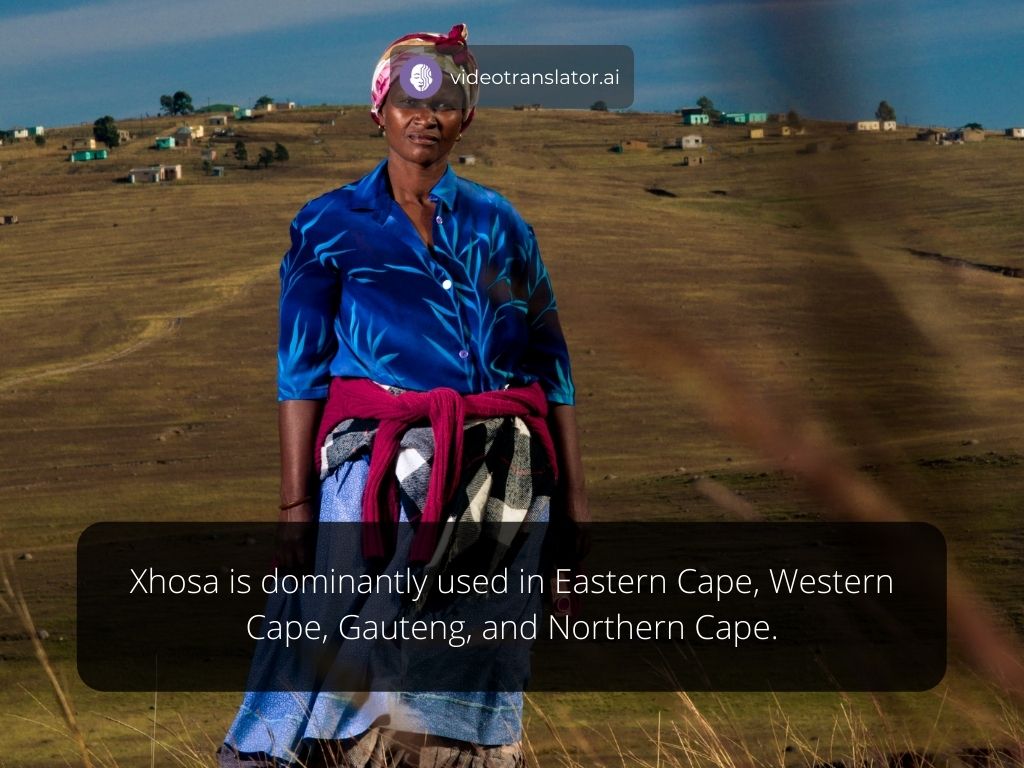 videotranslator.ai
Xhosa is dominantly used in Eastern Cape, Western
Cape, Gauteng, and Northern Cape.